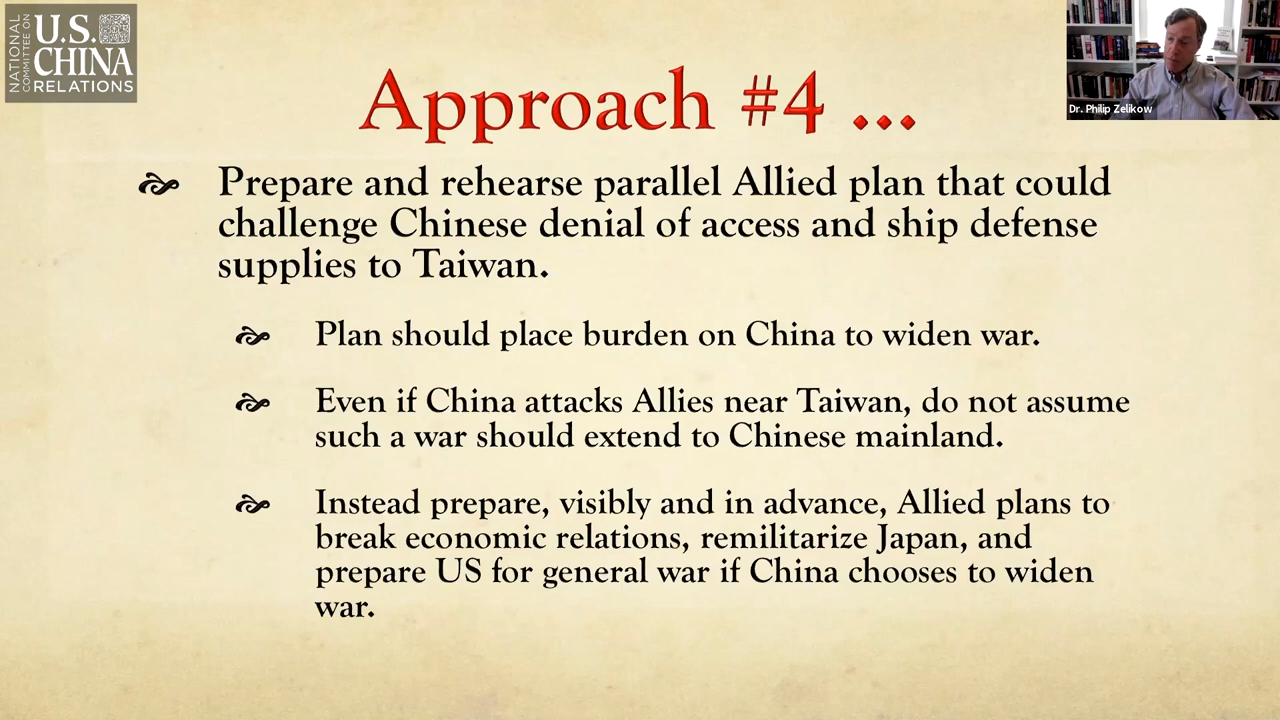 NATIONAL
COMMITTEE ON
U.S.
CHINA
RELATIONS
Dr. Philip Zelikow
Approach #4 ...
Prepare and rehearse parallel Allied plan that could
challenge Chinese denial of access and ship defense
supplies to Taiwan.
Plan should place burden on China to widen war.
Even if China attacks Allies near Taiwan, do not assume
such a war should extend to Chinese mainland.
Instead prepare, visibly and in advance, Allied plans to
break economic relations, remilitarize Japan, and
prepare US for general war if China chooses to widen
war.